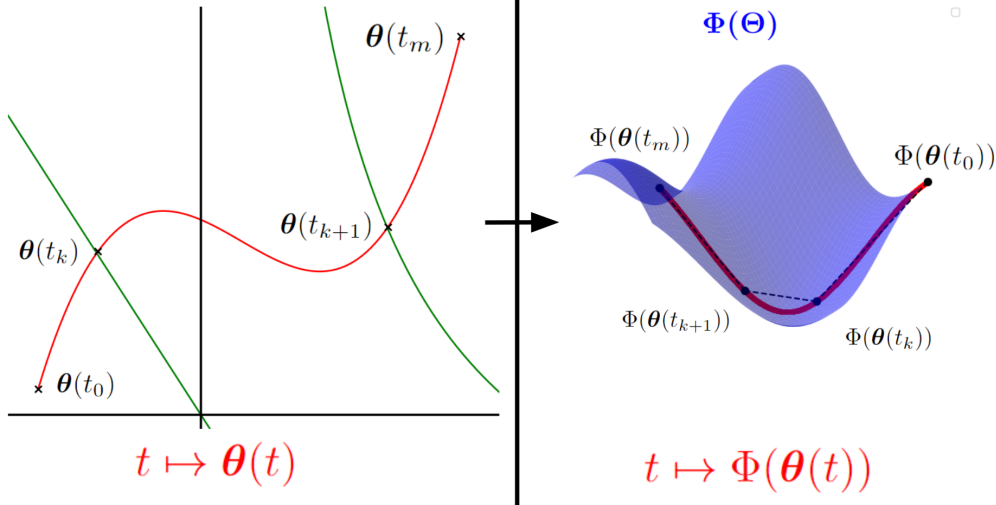 𝜽(t_m)
𝜽(t_{k+1})
𝜽(t_k)
𝜽(t_0)
t ↦ 𝜽(t)
Φ(Θ)
Φ(𝜽(t_m))
Φ(𝜽(t_0))
Φ(𝜽(t_{k+1}))
Φ(𝜽(t_k))
t ↦ Φ(𝜽(t))